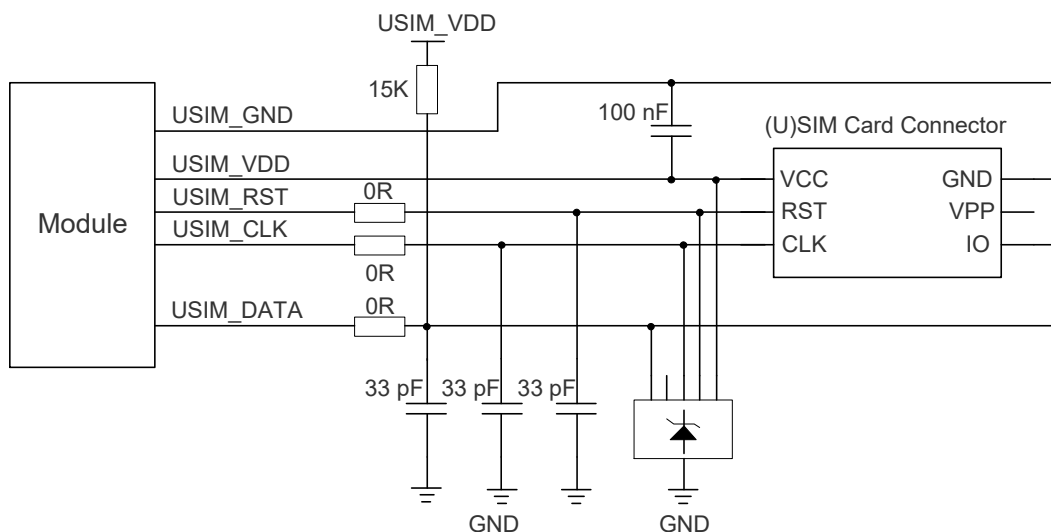 USIM_VDD
15K
100 nF
(U)SIM Card Connector
USIM_GND
USIM_VDD
VCC
GND
Module
USIM_RST
0R
RST
VPP
USIM_CLK
CLK
IO
0R
USIM_DATA
0R
33 pF
33 pF
33 pF
GND
GND